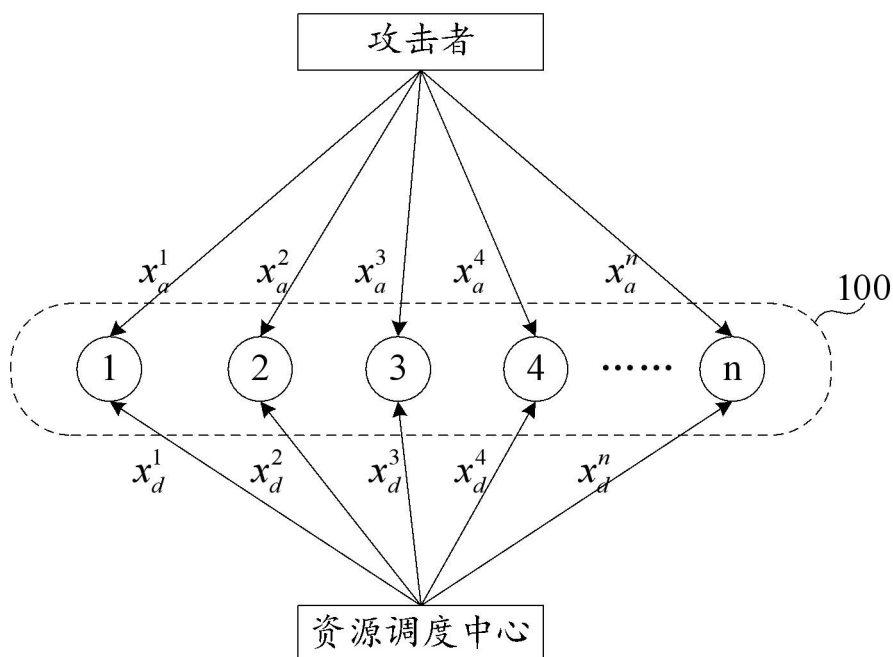 攻击者
x_a^1 x_a^2 x_a^3 x_a^4 x_a^n
100
1 2 3 4 …… n
x_d^1 x_d^2 x_d^3 x_d^4 x_d^n
资源调度中心